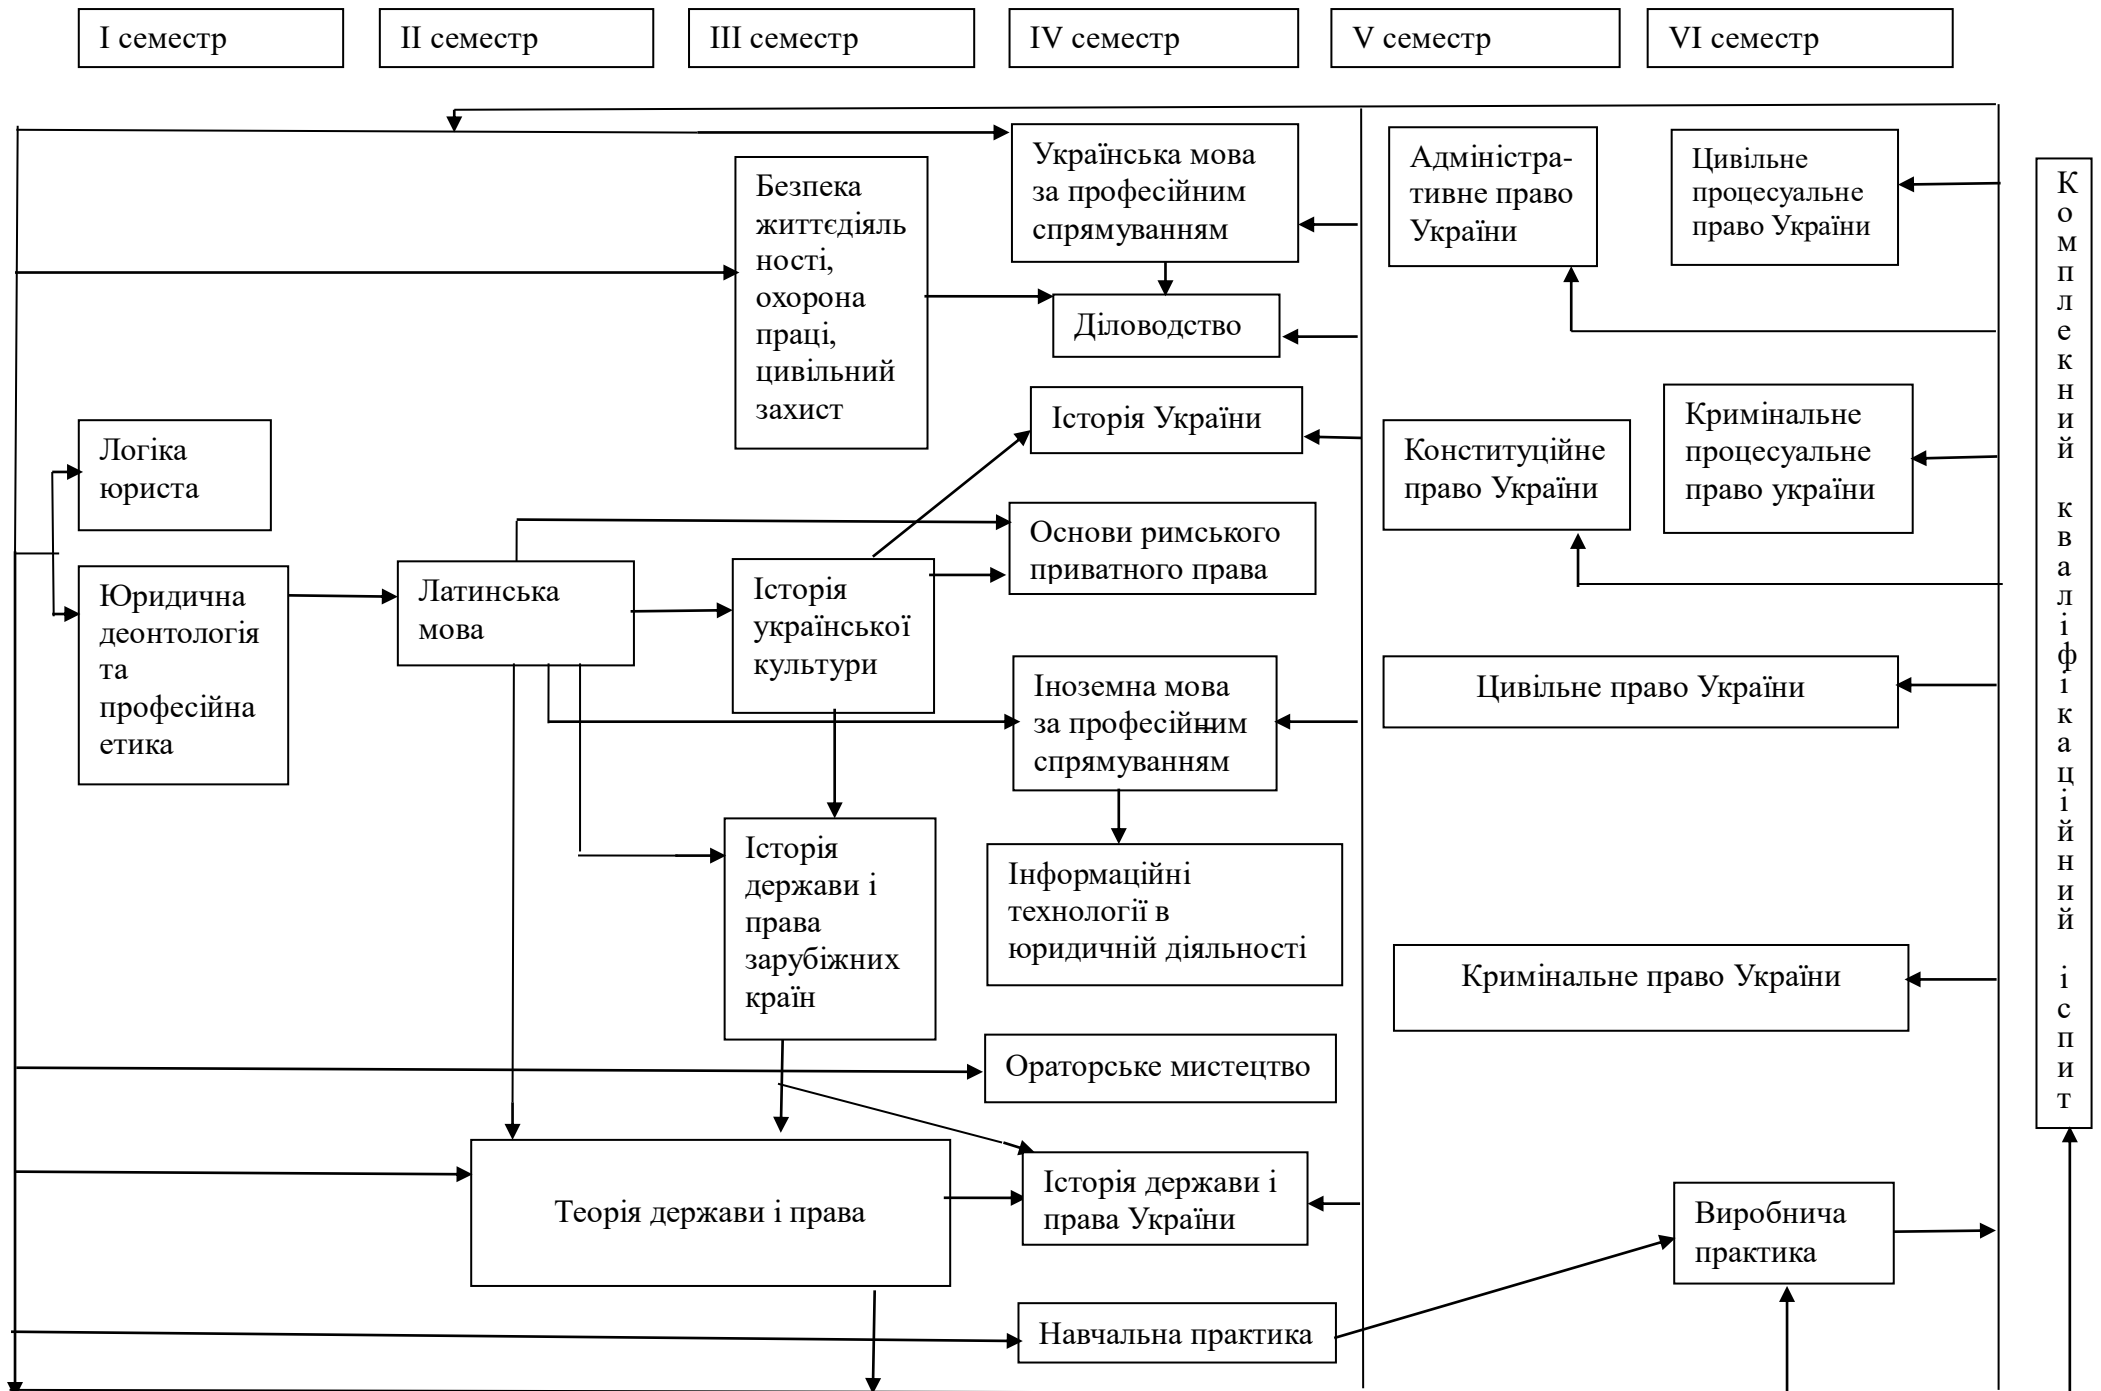 І семестр
ІІ семестр
ІІІ семестр
IV семестр
V семестр
VI семестр
Українська мова
за професійним
спрямуванням
Адміністра-
тивне право
України
Цивільне
процесуальне
право України
Безпека
життєдіяль
ності,
охорона
праці,
цивільний
захист
Діловодство
Історія України
Логіка
юриста
Конституційне
право України
Кримінальне
процесуальне
право україни
Основи римського
приватного права
Юридична
деонтологія
та
професійна
етика
Латинська
мова
Історія
української
культури
Іноземна мова
за професійним
спрямуванням
Цивільне право України
Історія
держави і
права
зарубіжних
країн
Інформаційні
технології в
юридичній діяльності
Кримінальне право України
Ораторське мистецтво
Теорія держави і права
Історія держави і
права України
Виробнича
практика
Навчальна практика
Комплекний кваліфікаційний іспит